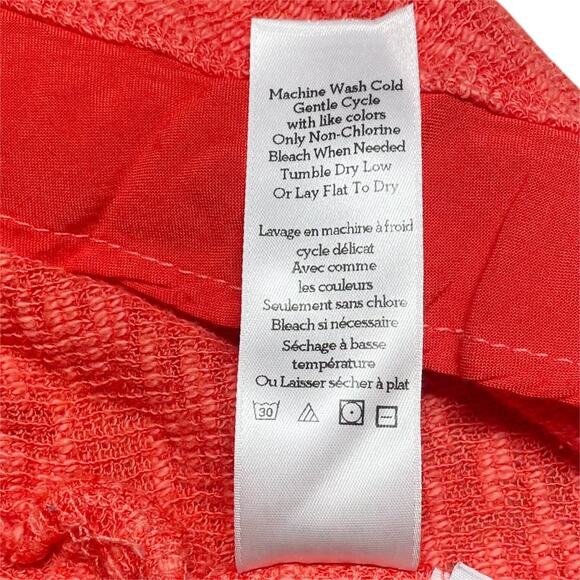 Machine Wash Cold
Gentle Cycle
with like colors
Only Non-Chlorine
Bleach When Needed
Tumble Dry Low
Or Lay Flat To Dry
Lavage en machine à froid
cycle délicat
Avec comme
les couleurs
Seulement sans chlore
Bleach si nécessaire
Séchage à basse
température
Ou Laisser sécher à plat
30